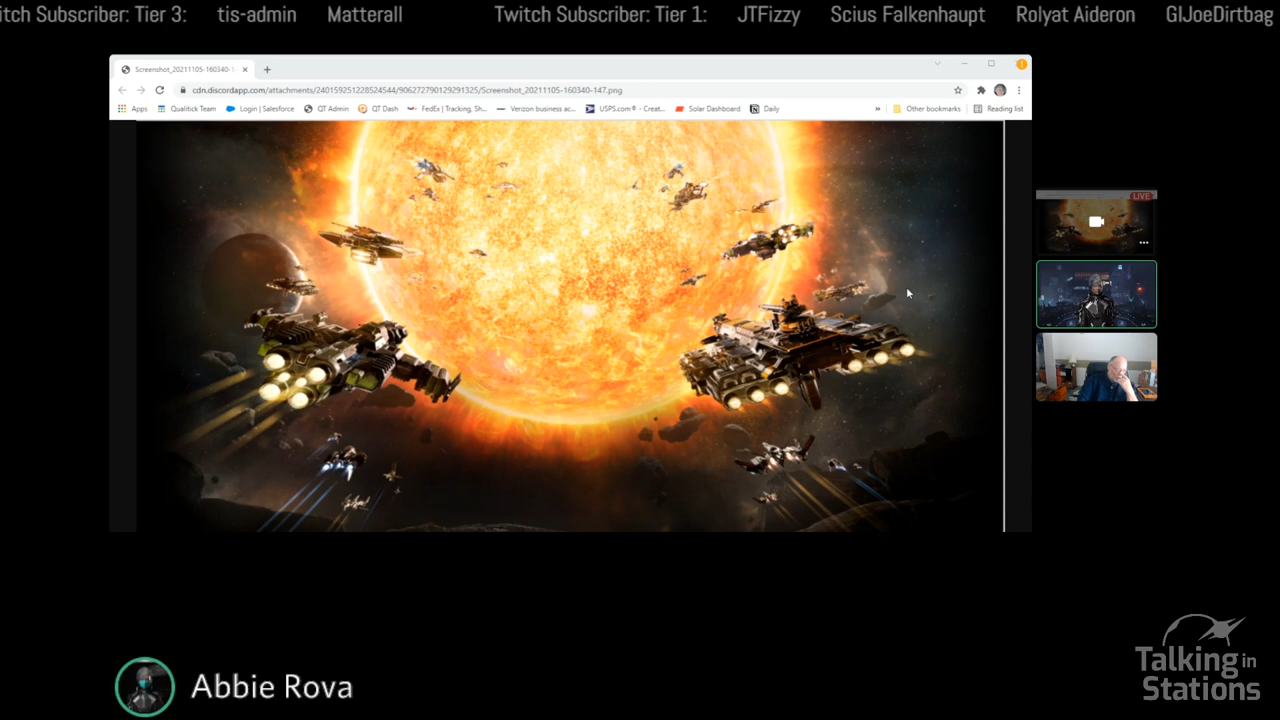 itch Subscriber: Tier 3: tis-admin Matterall Twitch Subscriber: Tier 1: JTFizzy Scius Falkenhaupt Rolyat Aideron GIJoeDirtbag
Screenshot_20211105-160340-1
cdn.discordapp.com/attachments/240159251228524544/906272790129291325/Screenshot_20211105-160340-147.png
Apps Qualitick Team Login | Salesforce QT Admin QT Dash FedEx | Tracking, Sh... Verizon business ac... USPS.com® - Creat... Solar Dashboard Daily » Other bookmarks Reading list
LIVE
Abbie Rova
Talking in
Stations